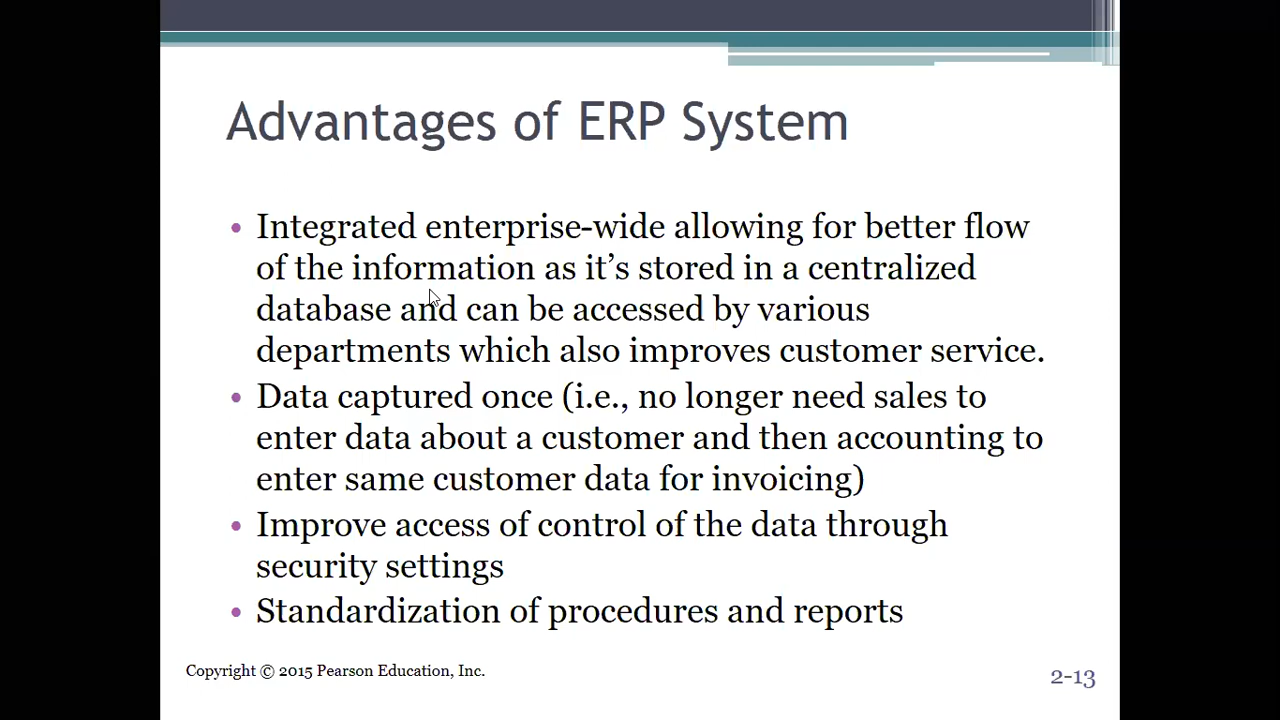 Advantages of ERP System
• Integrated enterprise-wide allowing for better flow
of the information as it’s stored in a centralized
database and can be accessed by various
departments which also improves customer service.
• Data captured once (i.e., no longer need sales to
enter data about a customer and then accounting to
enter same customer data for invoicing)
• Improve access of control of the data through
security settings
• Standardization of procedures and reports
Copyright © 2015 Pearson Education, Inc.
2-13